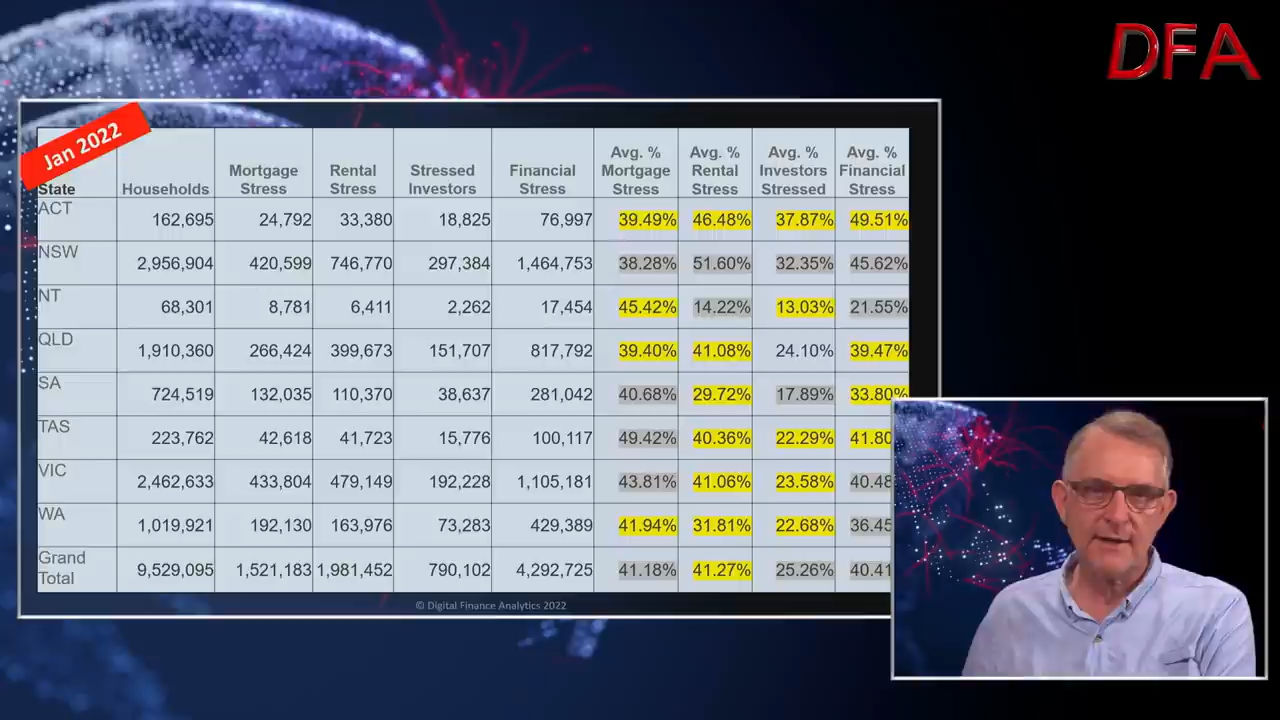 DFA
Jan 2022
State Households Mortgage Stress Rental Stress Stressed Investors Financial Stress Avg. % Mortgage Stress Avg. % Rental Stress Avg. % Investors Stressed Avg. % Financial Stress
ACT 162,695 24,792 33,380 18,825 76,997 39.49% 46.48% 37.87% 49.51%
NSW 2,956,904 420,599 746,770 297,384 1,464,753 38.28% 51.60% 32.35% 45.62%
NT 68,301 8,781 6,411 2,262 17,454 45.42% 14.22% 13.03% 21.55%
QLD 1,910,360 266,424 399,673 151,707 817,792 39.40% 41.08% 24.10% 39.47%
SA 724,519 132,035 110,370 38,637 281,042 40.68% 29.72% 17.89% 33.80%
TAS 223,762 42,618 41,723 15,776 100,117 49.42% 40.36% 22.29% 41.80
VIC 2,462,633 433,804 479,149 192,228 1,105,181 43.81% 41.06% 23.58% 40.48
WA 1,019,921 192,130 163,976 73,283 429,389 41.94% 31.81% 22.68% 36.45
Grand Total 9,529,095 1,521,183 1,981,452 790,102 4,292,725 41.18% 41.27% 25.26% 40.41
© Digital Finance Analytics 2022